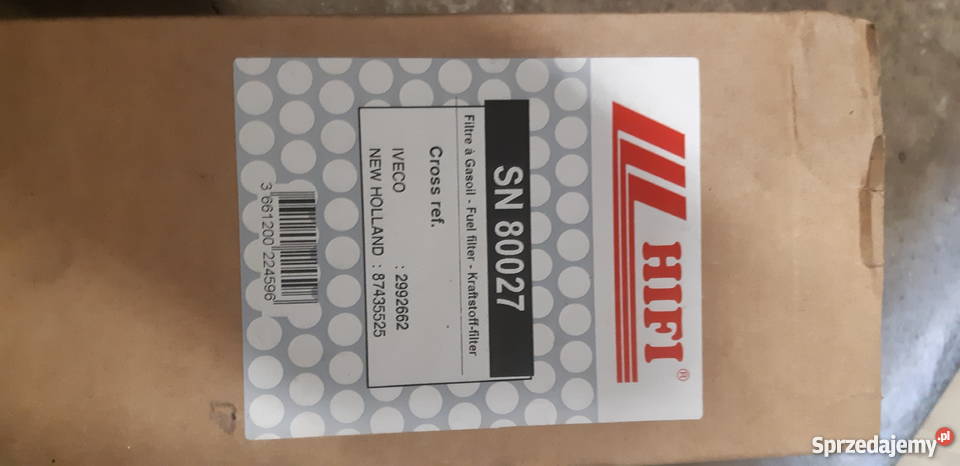 HIFI®
SN 80027
Filtre à Gasoil - Fuel filter - Kraftstoff-filter
Cross ref.
IVECO : 2992662
NEW HOLLAND : 87435525
3 661200 224596
Sprzedajemy.pl